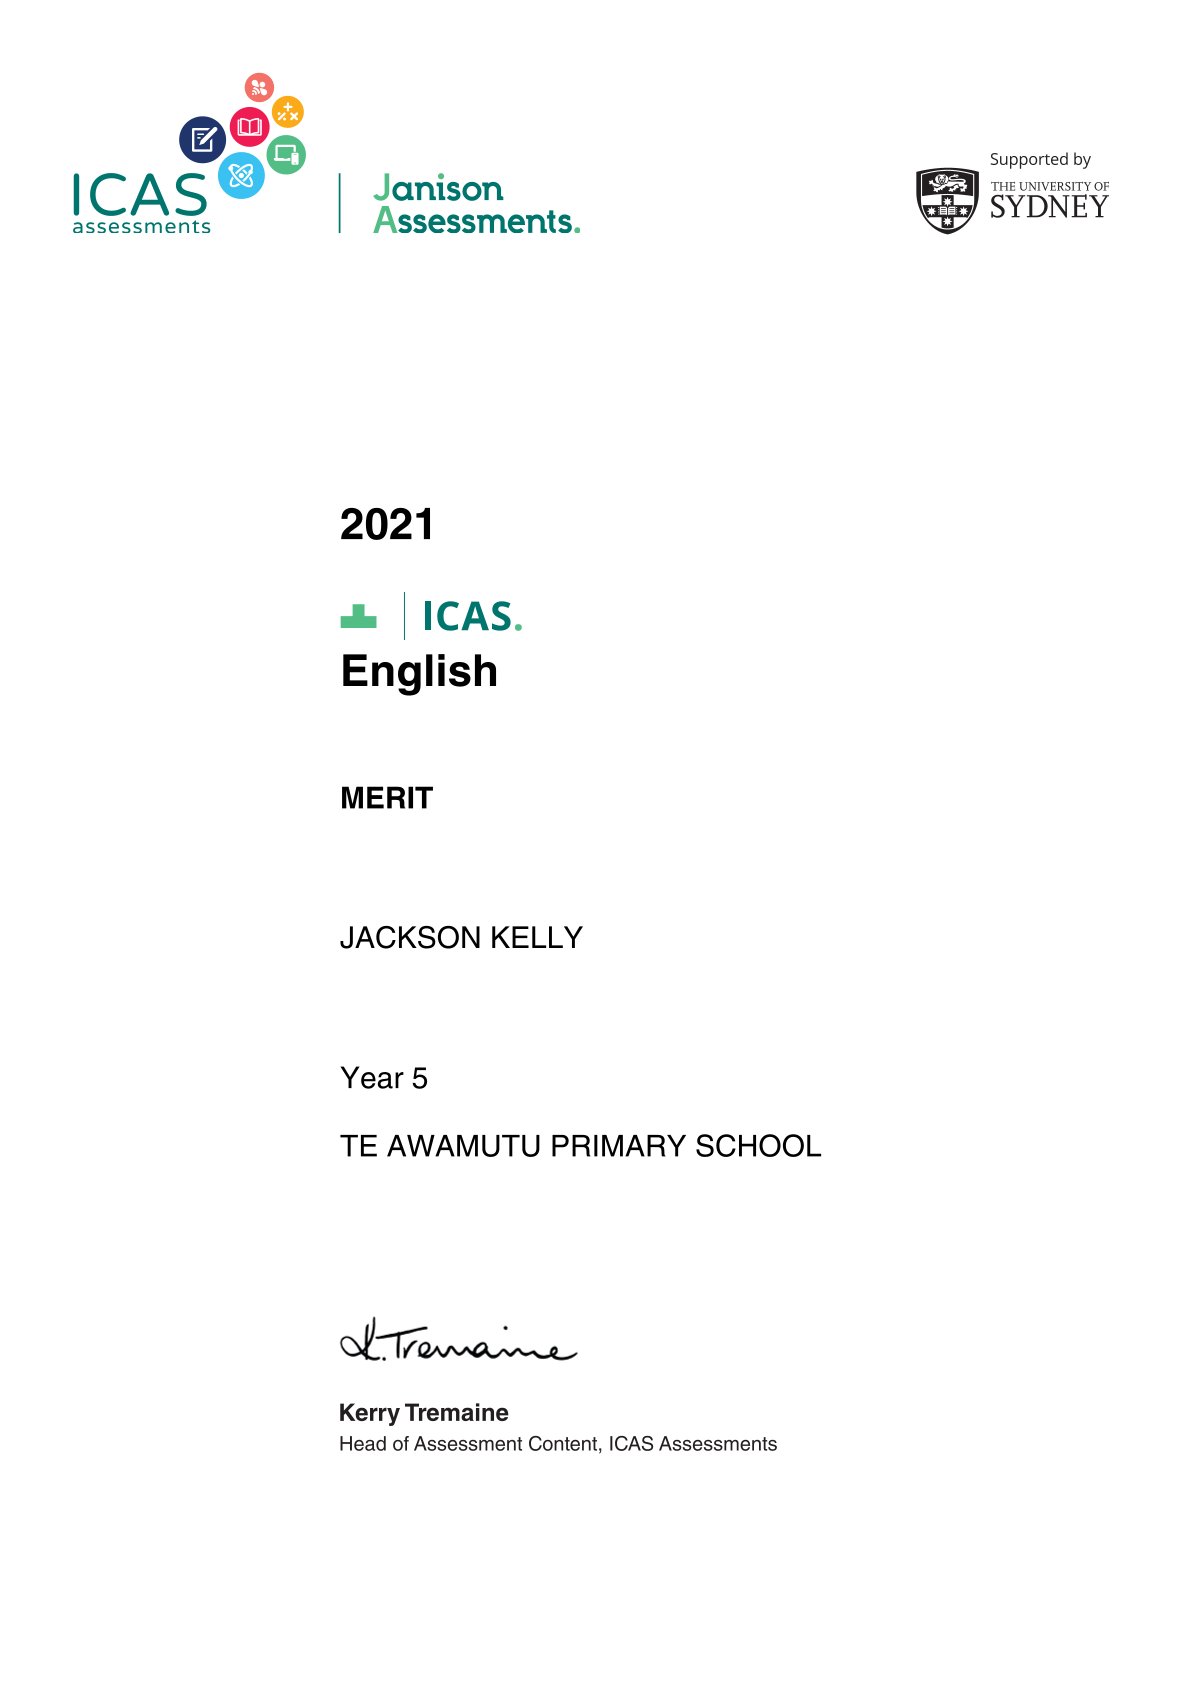 ICAS
assessments
Janison
Assessments.
Supported by
THE UNIVERSITY OF
SYDNEY
2021
ICAS.
English
MERIT
JACKSON KELLY
Year 5
TE AWAMUTU PRIMARY SCHOOL
K. Tremaine
Kerry Tremaine
Head of Assessment Content, ICAS Assessments